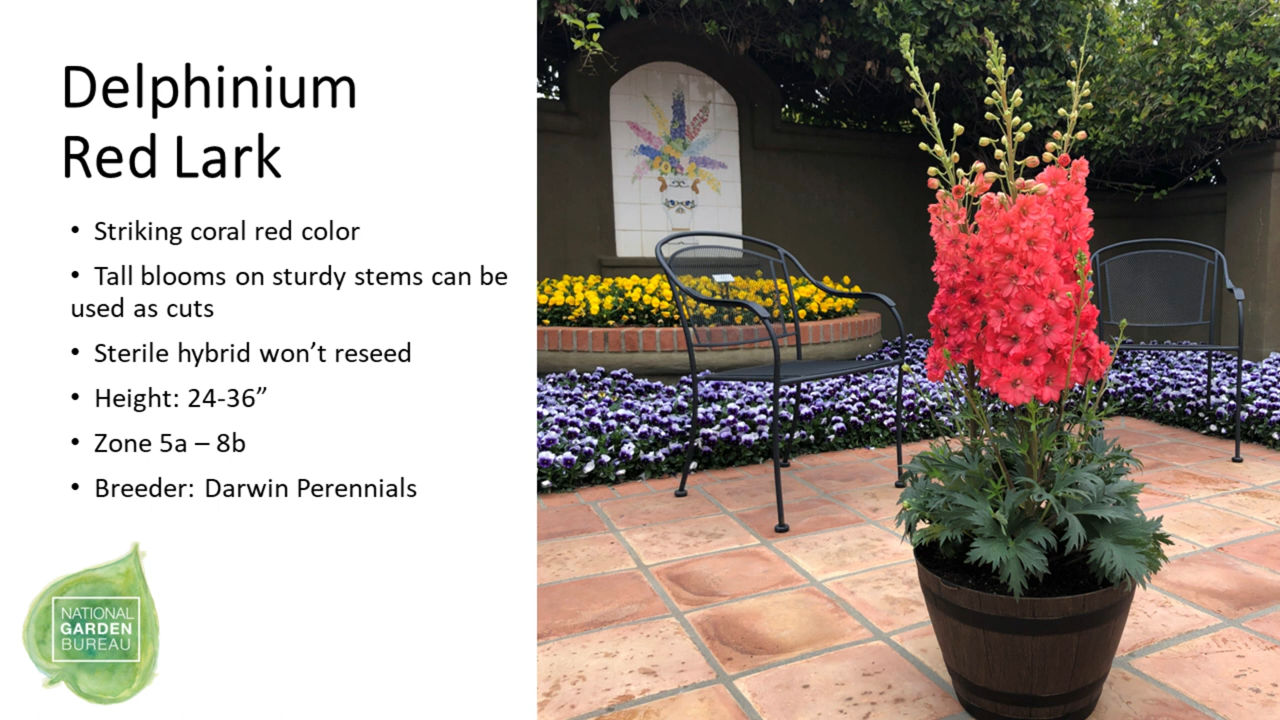 Delphinium
Red Lark
• Striking coral red color
• Tall blooms on sturdy stems can be
used as cuts
• Sterile hybrid won’t reseed
• Height: 24-36”
• Zone 5a – 8b
• Breeder: Darwin Perennials
NATIONAL
GARDEN
BUREAU